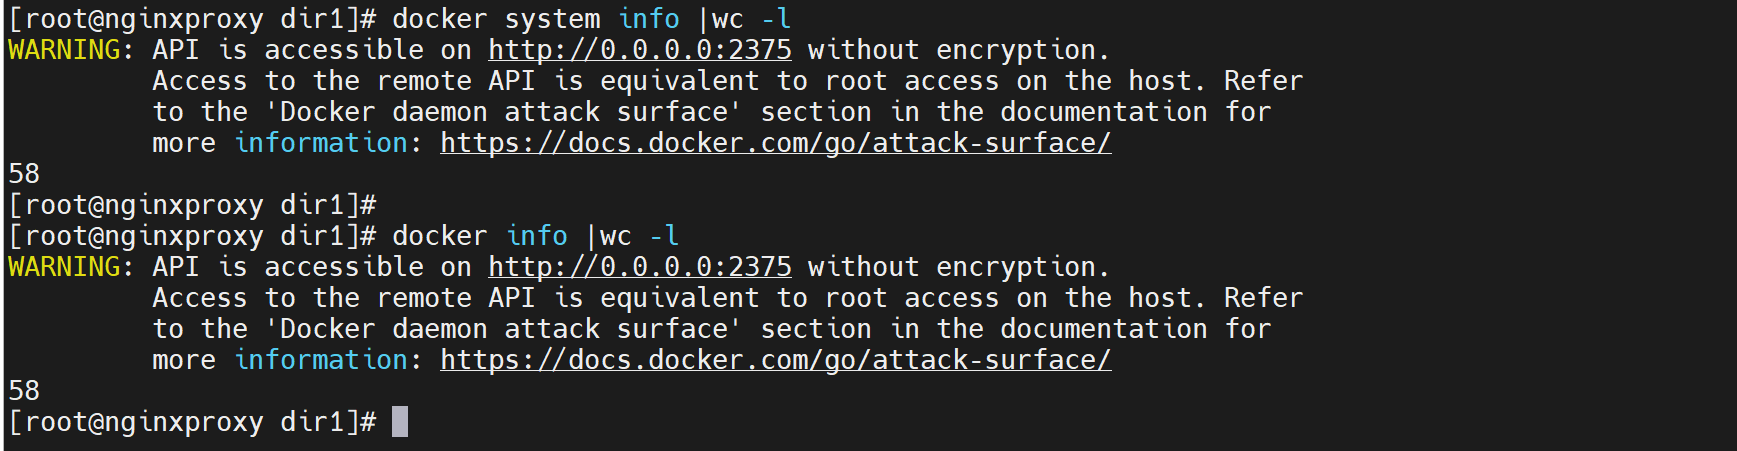 [root@nginxproxy dir1]# docker system info |wc -l
WARNING: API is accessible on http://0.0.0.0:2375 without encryption.
         Access to the remote API is equivalent to root access on the host. Refer
         to the 'Docker daemon attack surface' section in the documentation for
         more information: https://docs.docker.com/go/attack-surface/
58
[root@nginxproxy dir1]#
[root@nginxproxy dir1]# docker info |wc -l
WARNING: API is accessible on http://0.0.0.0:2375 without encryption.
         Access to the remote API is equivalent to root access on the host. Refer
         to the 'Docker daemon attack surface' section in the documentation for
         more information: https://docs.docker.com/go/attack-surface/
58
[root@nginxproxy dir1]#